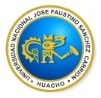 UNIVERSIDAD NACIONAL JOSE FAUSTINO SANCHEZ CARRION
HUACHO